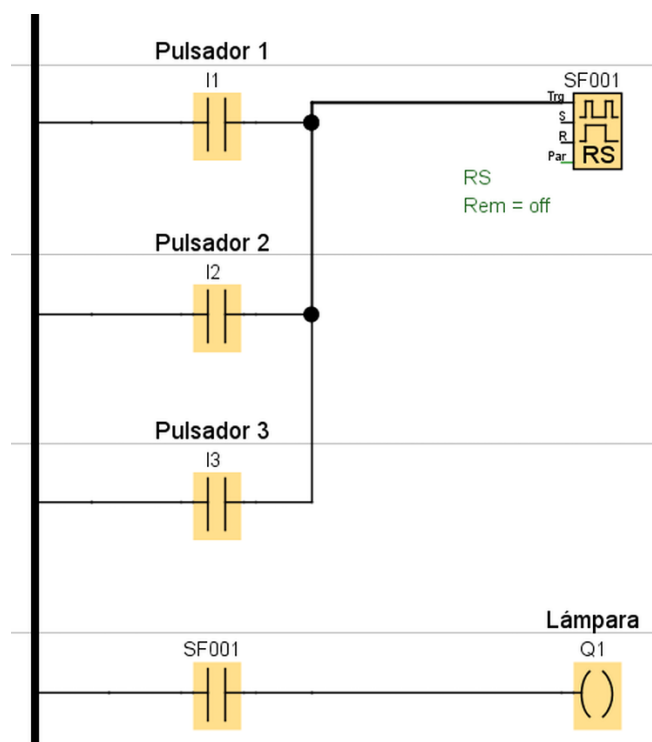 Pulsador 1
I1
SF001
Trg
S
R
Par
RS
RS
Rem = off
Pulsador 2
I2
Pulsador 3
I3
Lámpara
SF001
Q1